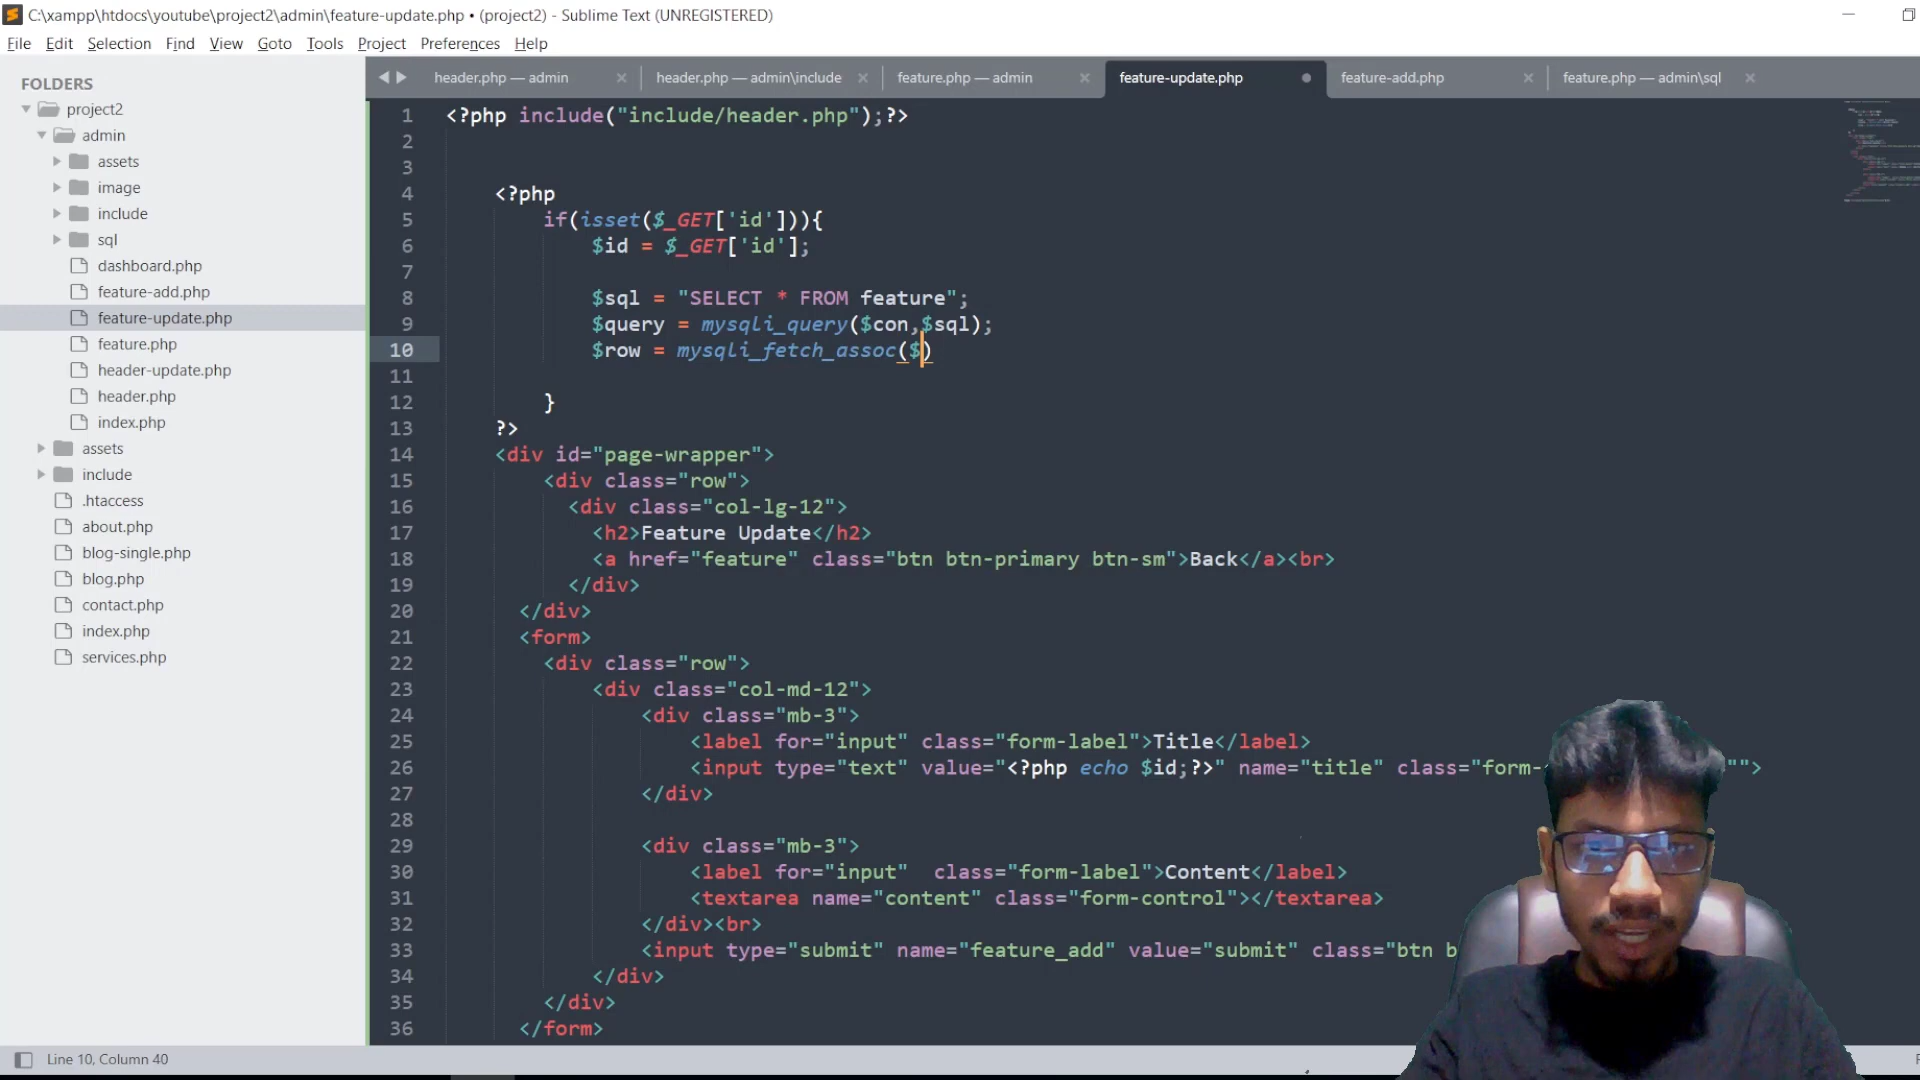 C:\xampp\htdocs\youtube\project2\admin\feature-update.php • (project2) - Sublime Text (UNREGISTERED)
File Edit Selection Find View Goto Tools Project Preferences Help
FOLDERS
project2
admin
assets
image
include
sql
dashboard.php
feature-add.php
feature-update.php
feature.php
header-update.php
header.php
index.php
assets
include
.htaccess
about.php
blog-single.php
blog.php
contact.php
index.php
services.php
header.php — admin header.php — admin\include feature.php — admin feature-update.php feature-add.php feature.php — admin\sql
1 <?php include("include/header.php");?>
2
3
4 <?php
5 if(isset($_GET['id'])){
6 $id = $_GET['id'];
7
8 $sql = "SELECT * FROM feature";
9 $query = mysqli_query($con,$sql);
10 $row = mysqli_fetch_assoc($)
11
12 }
13 ?>
14 <div id="page-wrapper">
15 <div class="row">
16 <div class="col-lg-12">
17 <h2>Feature Update</h2>
18 <a href="feature" class="btn btn-primary btn-sm">Back</a><br>
19 </div>
20 </div>
21 <form>
22 <div class="row">
23 <div class="col-md-12">
24 <div class="mb-3">
25 <label for="input" class="form-label">Title</label>
26 <input type="text" value="<?php echo $id;?>" name="title" class="form- "">
27 </div>
28
29 <div class="mb-3">
30 <label for="input" class="form-label">Content</label>
31 <textarea name="content" class="form-control"></textarea>
32 </div><br>
33 <input type="submit" name="feature_add" value="submit" class="btn b
34 </div>
35 </div>
36 </form>
Line 10, Column 40